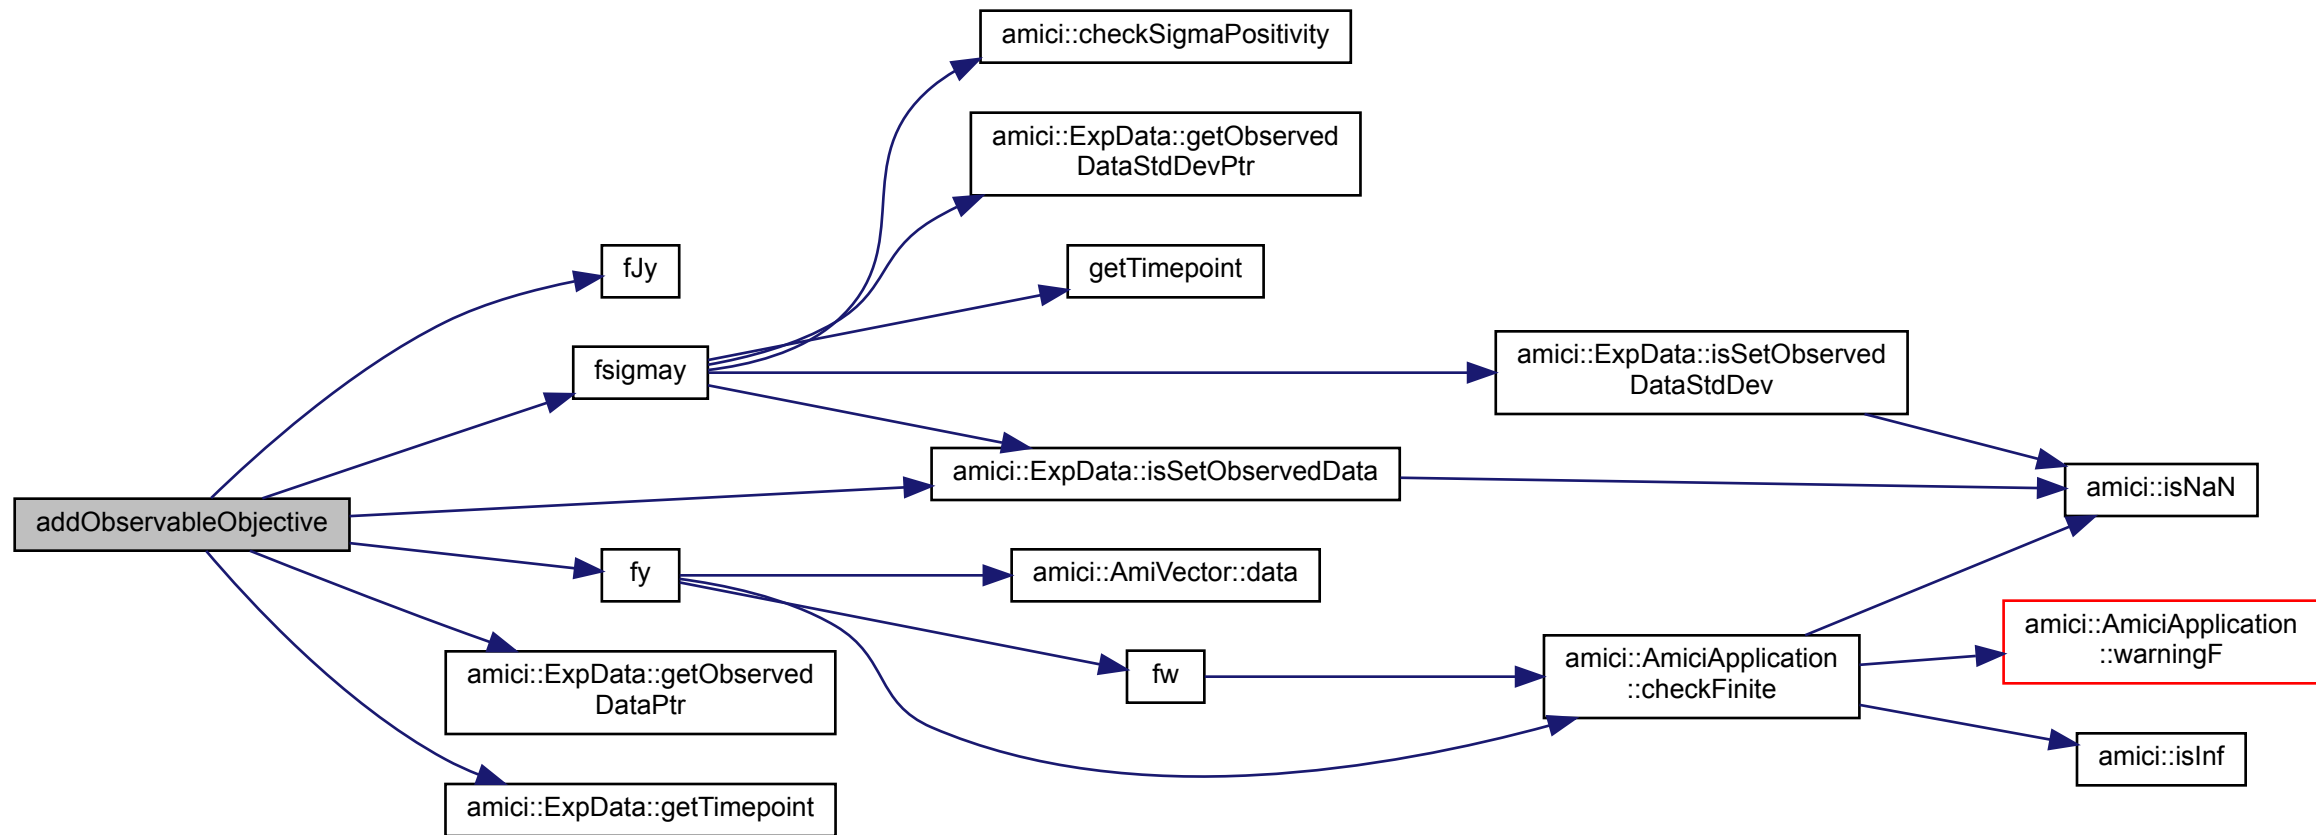 amici::checkSigmaPositivity
amici::ExpData::getObserved
DataStdDevPtr
fJy
getTimepoint
fsigmay
amici::ExpData::isSetObserved
DataStdDev
amici::ExpData::isSetObservedData
amici::isNaN
addObservableObjective
fy
amici::AmiVector::data
amici::AmiciApplication
::warningF
amici::ExpData::getObserved
DataPtr
fw
amici::AmiciApplication
::checkFinite
amici::isInf
amici::ExpData::getTimepoint